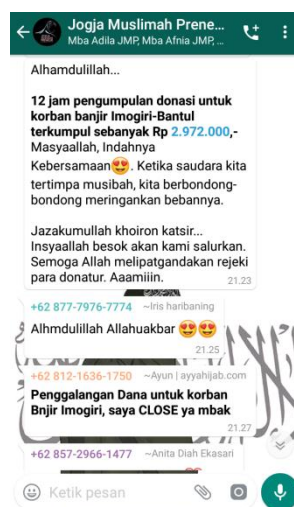 Jogja Muslimah Prene...
Mba Adila JMP, Mba Afnia JMP, ...
Alhamdulillah...
12 jam pengumpulan donasi untuk
korban banjir Imogiri-Bantul
terkumpul sebanyak Rp 2.972.000,-
Masyaallah, Indahnya
Kebersamaan😍. Ketika saudara kita
tertimpa musibah, kita berbondong-
bondong meringankan bebannya.
Jazakumullah khoiron katsir...
Insyaallah besok akan kami salurkan.
Semoga Allah melipatgandakan rejeki
para donatur. Aaamiiin.
21.23
+62 877-7976-7774 ~Iris haribaning
Alhmdulillah Allahuakbar 😍😍
21.25
+62 812-1636-1750 ~Ayun | ayyahijab.com
Penggalangan Dana untuk korban
Bnjir Imogiri, saya CLOSE ya mbak
21.27
+62 857-2966-1477 ~Anita Diah Ekasari
Ketik pesan